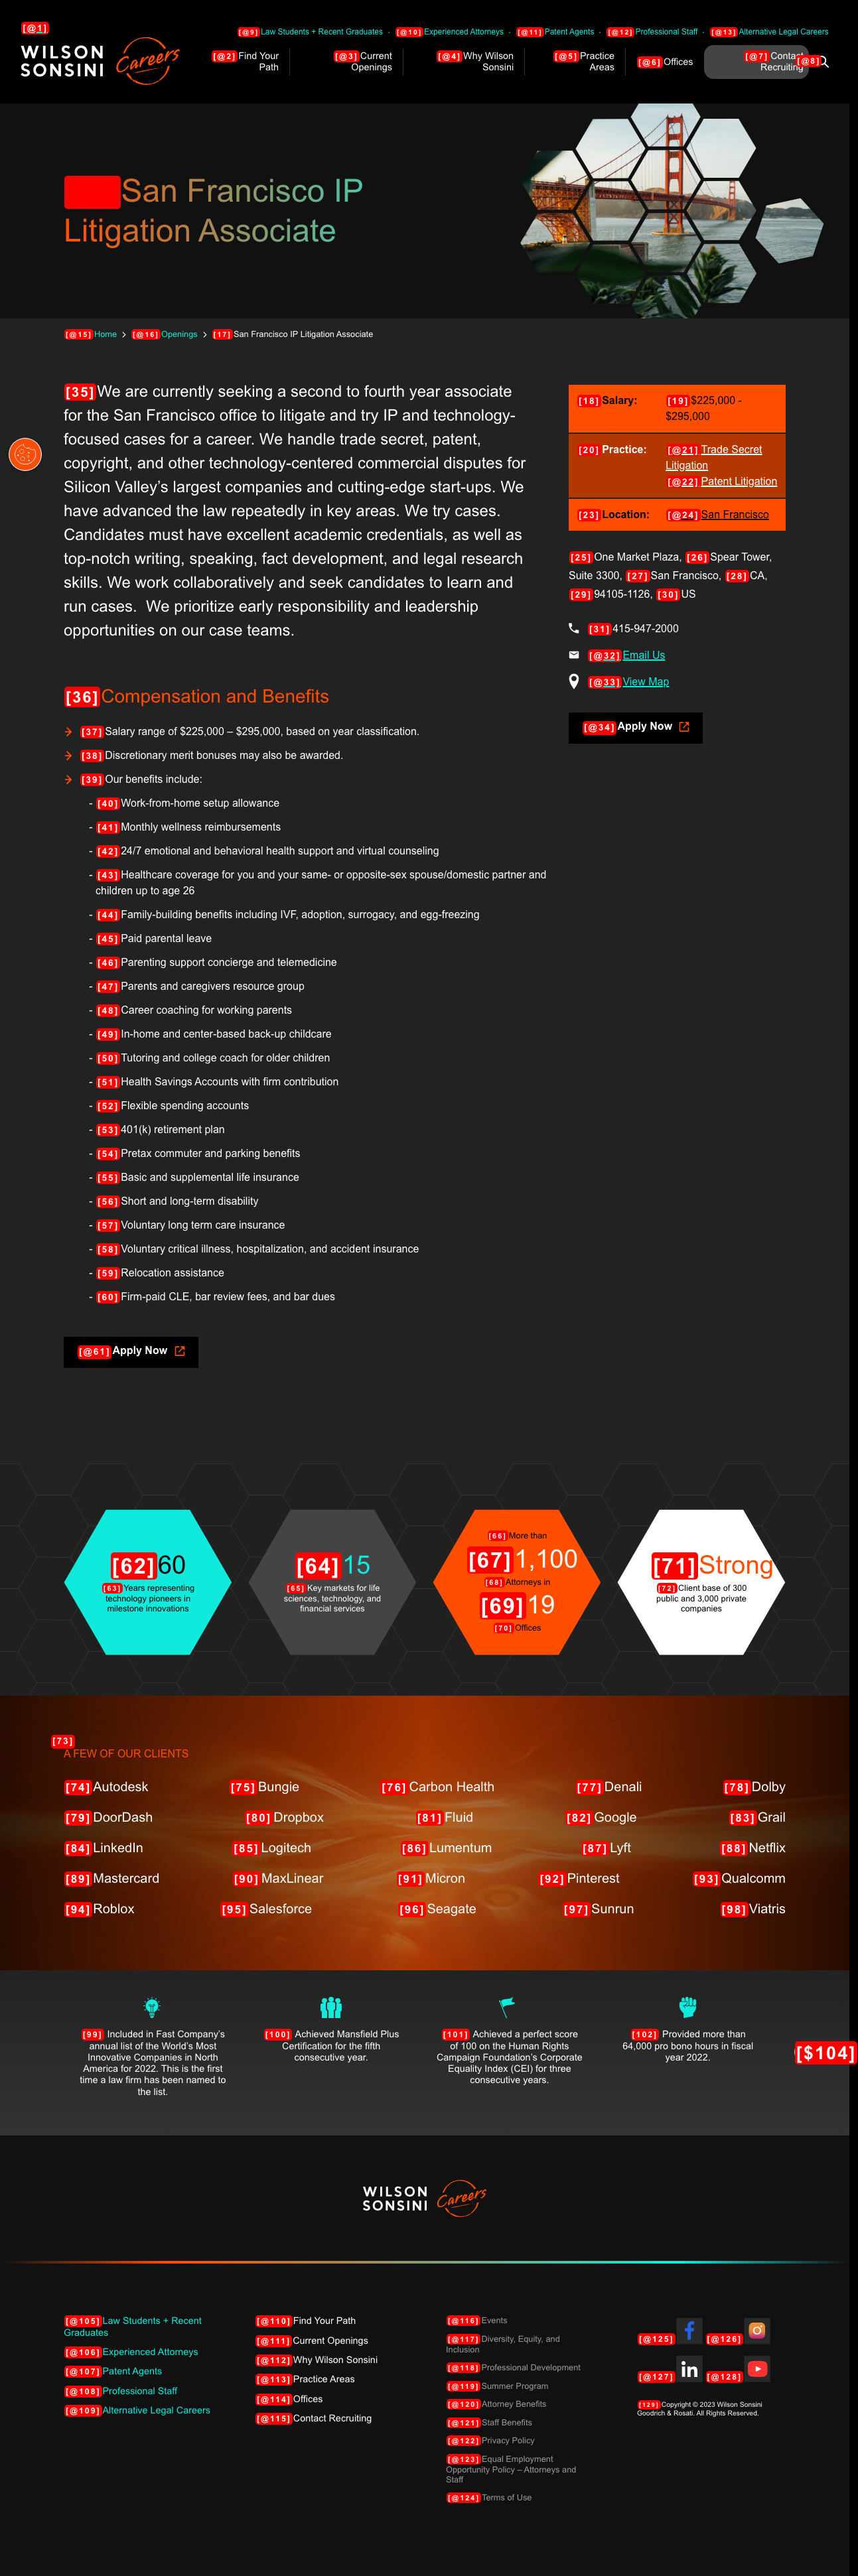 [@1]
[@9] Law Students + Recent Graduates · [@10] Experienced Attorneys · [@11] Patent Agents · [@12] Professional Staff · [@13] Alternative Legal Careers
WILSON
SONSINI Careers
[@2] Find Your
Path
[@3] Current
Openings
[@4] Why Wilson
Sonsini
[@5] Practice
Areas
[@6] Offices
[@7] Contact
Recruiting
[@8]
San Francisco IP
Litigation Associate
[@15] Home > [@16] Openings > [17] San Francisco IP Litigation Associate
[35] We are currently seeking a second to fourth year associate
for the San Francisco office to litigate and try IP and technology-
focused cases for a career. We handle trade secret, patent,
copyright, and other technology-centered commercial disputes for
Silicon Valley's largest companies and cutting-edge start-ups. We
have advanced the law repeatedly in key areas. We try cases.
Candidates must have excellent academic credentials, as well as
top-notch writing, speaking, fact development, and legal research
skills. We work collaboratively and seek candidates to learn and
run cases. We prioritize early responsibility and leadership
opportunities on our case teams.
[18] Salary: [19] $225,000 -
$295,000
[20] Practice: [@21] Trade Secret
Litigation
[@22] Patent Litigation
[23] Location: [@24] San Francisco
[25] One Market Plaza, [26] Spear Tower,
Suite 3300, [27] San Francisco, [28] CA,
[29] 94105-1126, [30] US
[31] 415-947-2000
[@32] Email Us
[@33] View Map
[@34] Apply Now
[36] Compensation and Benefits
[37] Salary range of $225,000 – $295,000, based on year classification.
[38] Discretionary merit bonuses may also be awarded.
[39] Our benefits include:
- [40] Work-from-home setup allowance
- [41] Monthly wellness reimbursements
- [42] 24/7 emotional and behavioral health support and virtual counseling
- [43] Healthcare coverage for you and your same- or opposite-sex spouse/domestic partner and
children up to age 26
- [44] Family-building benefits including IVF, adoption, surrogacy, and egg-freezing
- [45] Paid parental leave
- [46] Parenting support concierge and telemedicine
- [47] Parents and caregivers resource group
- [48] Career coaching for working parents
- [49] In-home and center-based back-up childcare
- [50] Tutoring and college coach for older children
- [51] Health Savings Accounts with firm contribution
- [52] Flexible spending accounts
- [53] 401(k) retirement plan
- [54] Pretax commuter and parking benefits
- [55] Basic and supplemental life insurance
- [56] Short and long-term disability
- [57] Voluntary long term care insurance
- [58] Voluntary critical illness, hospitalization, and accident insurance
- [59] Relocation assistance
- [60] Firm-paid CLE, bar review fees, and bar dues
[@61] Apply Now
[62] 60
[63] Years representing
technology pioneers in
milestone innovations
[64] 15
[65] Key markets for life
sciences, technology, and
financial services
[66] More than
[67] 1,100
[68] Attorneys in
[69] 19
[70] Offices
[71] Strong
[72] Client base of 300
public and 3,000 private
companies
[73]
A FEW OF OUR CLIENTS
[74] Autodesk [75] Bungie [76] Carbon Health [77] Denali [78] Dolby
[79] DoorDash [80] Dropbox [81] Fluid [82] Google [83] Grail
[84] LinkedIn [85] Logitech [86] Lumentum [87] Lyft [88] Netflix
[89] Mastercard [90] MaxLinear [91] Micron [92] Pinterest [93] Qualcomm
[94] Roblox [95] Salesforce [96] Seagate [97] Sunrun [98] Viatris
[99] Included in Fast Company's
annual list of the World's Most
Innovative Companies in North
America for 2022. This is the first
time a law firm has been named to
the list.
[100] Achieved Mansfield Plus
Certification for the fifth
consecutive year.
[101] Achieved a perfect score
of 100 on the Human Rights
Campaign Foundation's Corporate
Equality Index (CEI) for three
consecutive years.
[102] Provided more than
64,000 pro bono hours in fiscal
year 2022.
[$104]
WILSON
SONSINI Careers
[@105] Law Students + Recent
Graduates
[@106] Experienced Attorneys
[@107] Patent Agents
[@108] Professional Staff
[@109] Alternative Legal Careers
[@110] Find Your Path
[@111] Current Openings
[@112] Why Wilson Sonsini
[@113] Practice Areas
[@114] Offices
[@115] Contact Recruiting
[@116] Events
[@117] Diversity, Equity, and
Inclusion
[@118] Professional Development
[@119] Summer Program
[@120] Attorney Benefits
[@121] Staff Benefits
[@122] Privacy Policy
[@123] Equal Employment
Opportunity Policy – Attorneys and
Staff
[@124] Terms of Use
[@125] [@126]
[@127] [@128]
[129] Copyright © 2023 Wilson Sonsini
Goodrich & Rosati. All Rights Reserved.